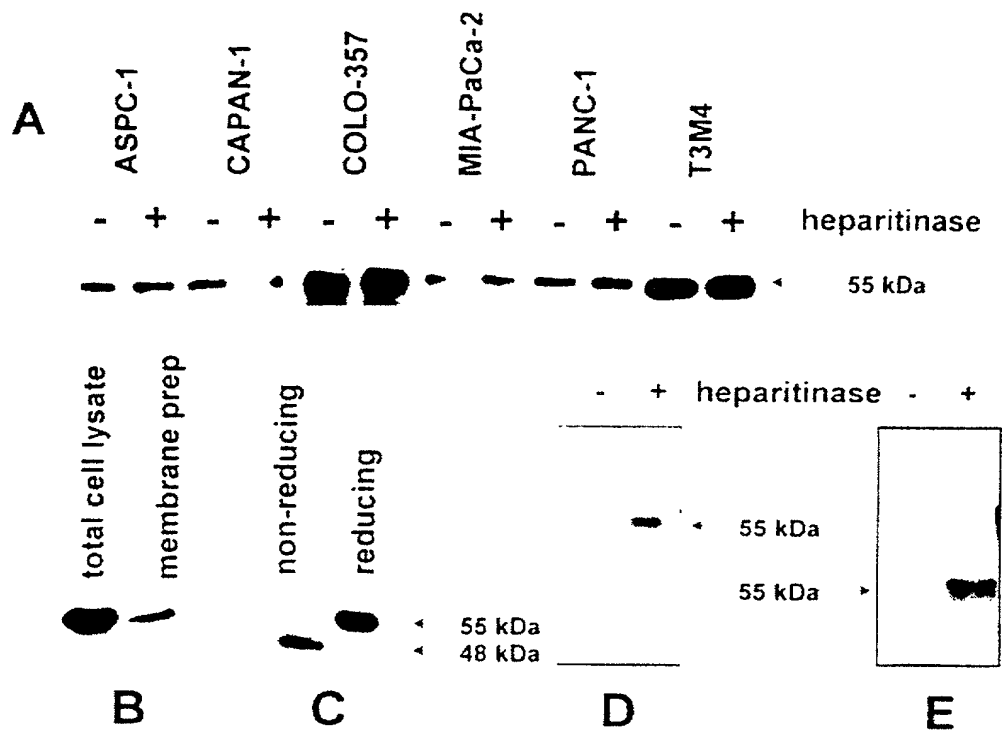 A
ASPC-1
CAPAN-1
COLO-357
MIA-PaCa-2
PANC-1
T3M4
- + - + - + - + - + - + heparitinase
55 kDa
total cell lysate
membrane prep
non-reducing
reducing
- + heparitinase - +
55 kDa
55 kDa
55 kDa
48 kDa
B C D E